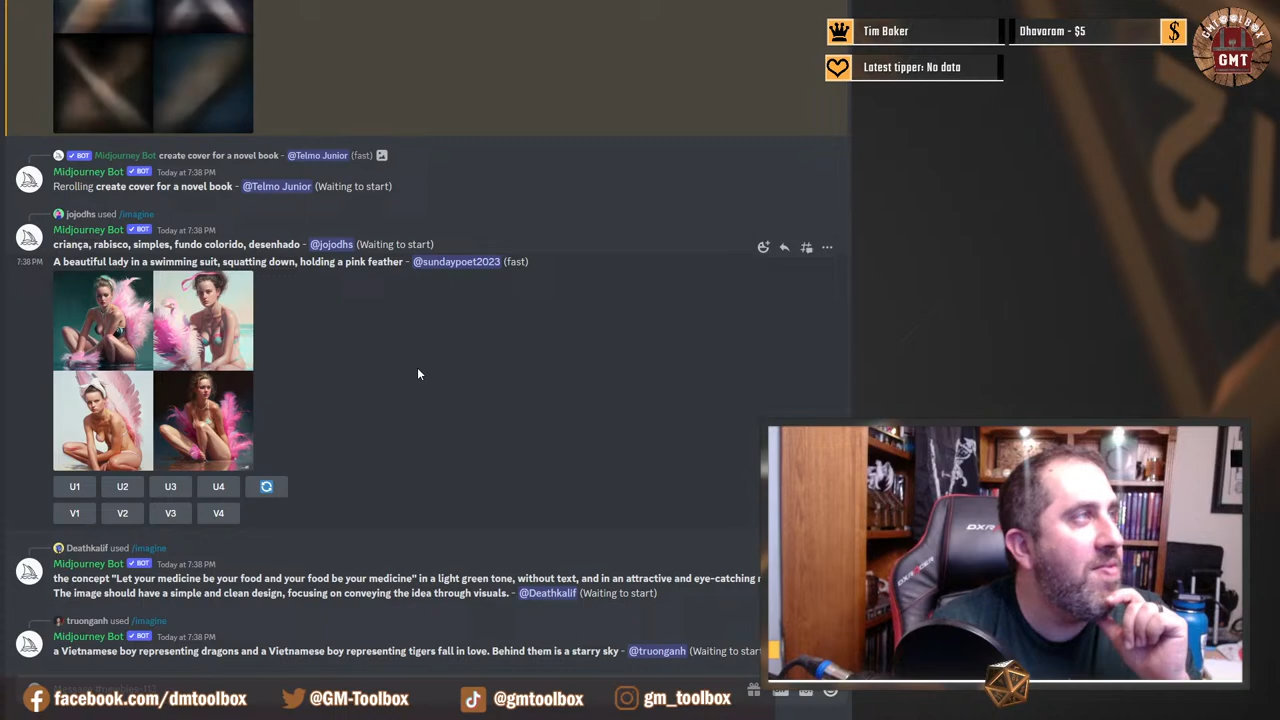 Tim Baker
Dhavaram - $5
Latest tipper: No data
GMTOOLBOX
GMT
BOT Midjourney Bot create cover for a novel book - @Telmo Junior (fast)
Midjourney Bot BOT Today at 7:38 PM
Rerolling create cover for a novel book - @Telmo Junior (Waiting to start)
jojodhs used /imagine
Midjourney Bot BOT Today at 7:38 PM
criança, rabisco, simples, fundo colorido, desenhado - @jojodhs (Waiting to start)
7:38 PM A beautiful lady in a swimming suit, squatting down, holding a pink feather - @sundaypoet2023 (fast)
U1 U2 U3 U4
V1 V2 V3 V4
Deathkalif used /imagine
Midjourney Bot BOT Today at 7:38 PM
the concept "Let your medicine be your food and your food be your medicine" in a light green tone, without text, and in an attractive and eye-catching
The image should have a simple and clean design, focusing on conveying the idea through visuals. - @Deathkalif (Waiting to start)
truonganh used /imagine
Midjourney Bot BOT Today at 7:38 PM
a Vietnamese boy representing dragons and a Vietnamese boy representing tigers fall in love. Behind them is a starry sky - @truonganh (Waiting to start
DXR
DXRACER
facebook.com/dmtoolbox @GM-Toolbox @gmtoolbox gm_toolbox